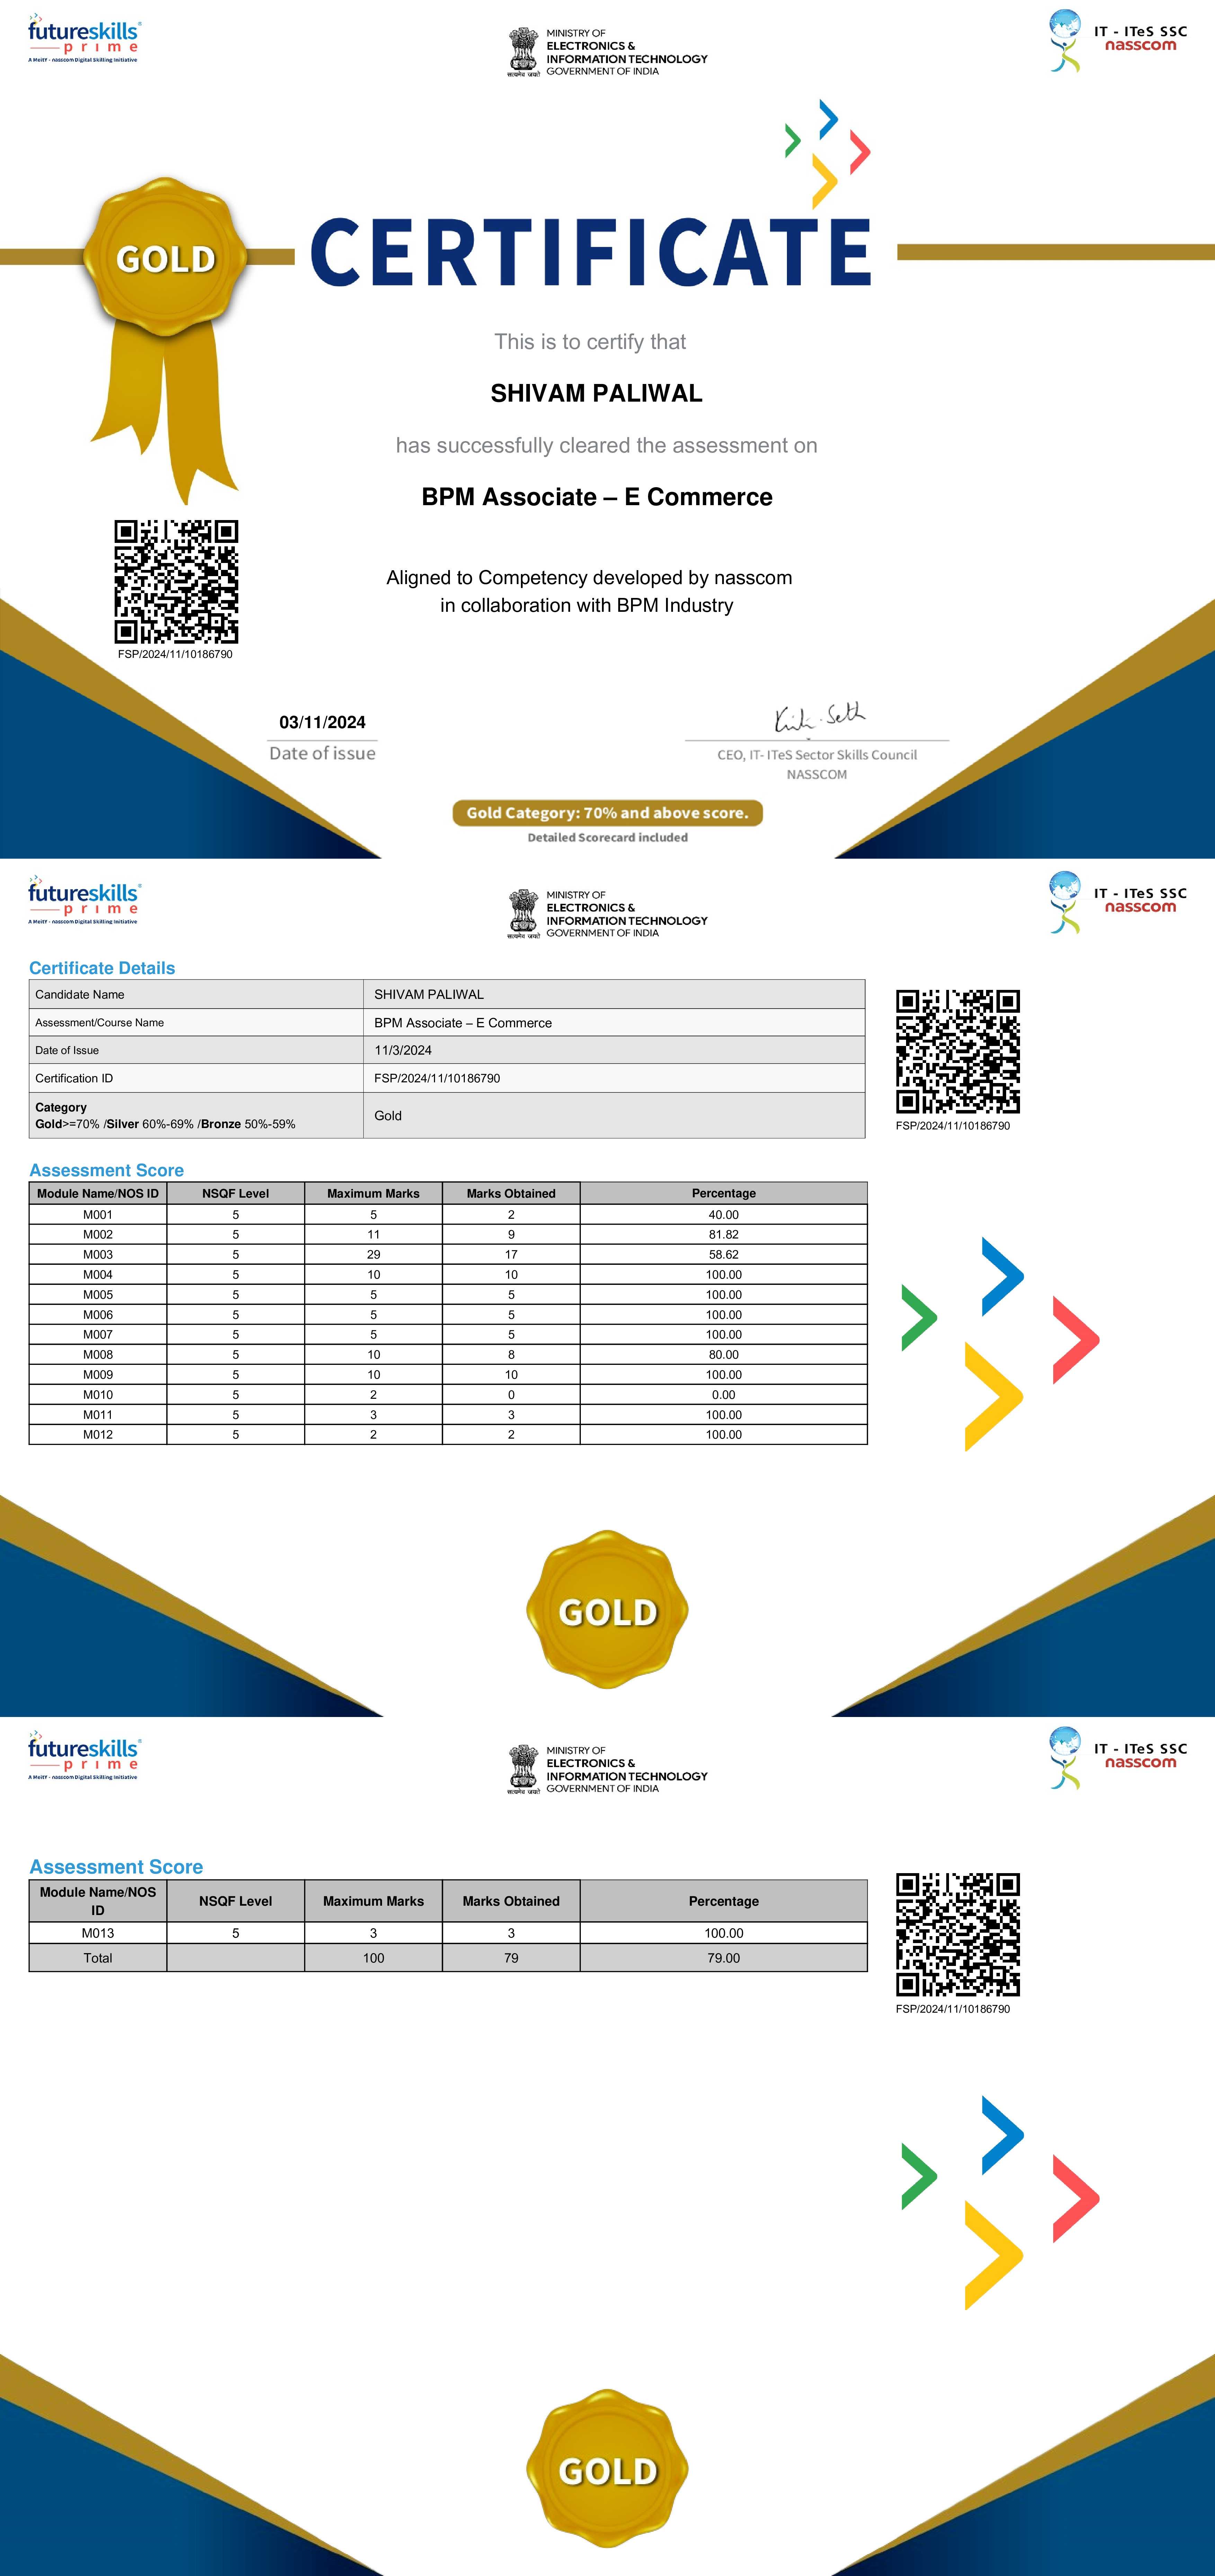 futureskills
prime
A MeitY - nasscom Digital Skilling Initiative
MINISTRY OF
ELECTRONICS &
INFORMATION TECHNOLOGY
GOVERNMENT OF INDIA
सत्यमेव जयते
IT - ITeS SSC
nasscom
GOLD
CERTIFICATE
This is to certify that
SHIVAM PALIWAL
has successfully cleared the assessment on
BPM Associate – E Commerce
Aligned to Competency developed by nasscom
in collaboration with BPM Industry
FSP/2024/11/10186790
03/11/2024
Date of issue
CEO, IT- ITeS Sector Skills Council
NASSCOM
Gold Category: 70% and above score.
Detailed Scorecard included
futureskills
prime
A MeitY - nasscom Digital Skilling Initiative
MINISTRY OF
ELECTRONICS &
INFORMATION TECHNOLOGY
GOVERNMENT OF INDIA
सत्यमेव जयते
IT - ITeS SSC
nasscom
Certificate Details
Candidate Name SHIVAM PALIWAL
Assessment/Course Name BPM Associate – E Commerce
Date of Issue 11/3/2024
Certification ID FSP/2024/11/10186790
Category
Gold>=70% /Silver 60%-69% /Bronze 50%-59% Gold
FSP/2024/11/10186790
Assessment Score
Module Name/NOS ID NSQF Level Maximum Marks Marks Obtained Percentage
M001 5 5 2 40.00
M002 5 11 9 81.82
M003 5 29 17 58.62
M004 5 10 10 100.00
M005 5 5 5 100.00
M006 5 5 5 100.00
M007 5 5 5 100.00
M008 5 10 8 80.00
M009 5 10 10 100.00
M010 5 2 0 0.00
M011 5 3 3 100.00
M012 5 2 2 100.00
GOLD
futureskills
prime
A MeitY - nasscom Digital Skilling Initiative
MINISTRY OF
ELECTRONICS &
INFORMATION TECHNOLOGY
GOVERNMENT OF INDIA
सत्यमेव जयते
IT - ITeS SSC
nasscom
Assessment Score
Module Name/NOS
ID NSQF Level Maximum Marks Marks Obtained Percentage
M013 5 3 3 100.00
Total 100 79 79.00
FSP/2024/11/10186790
GOLD